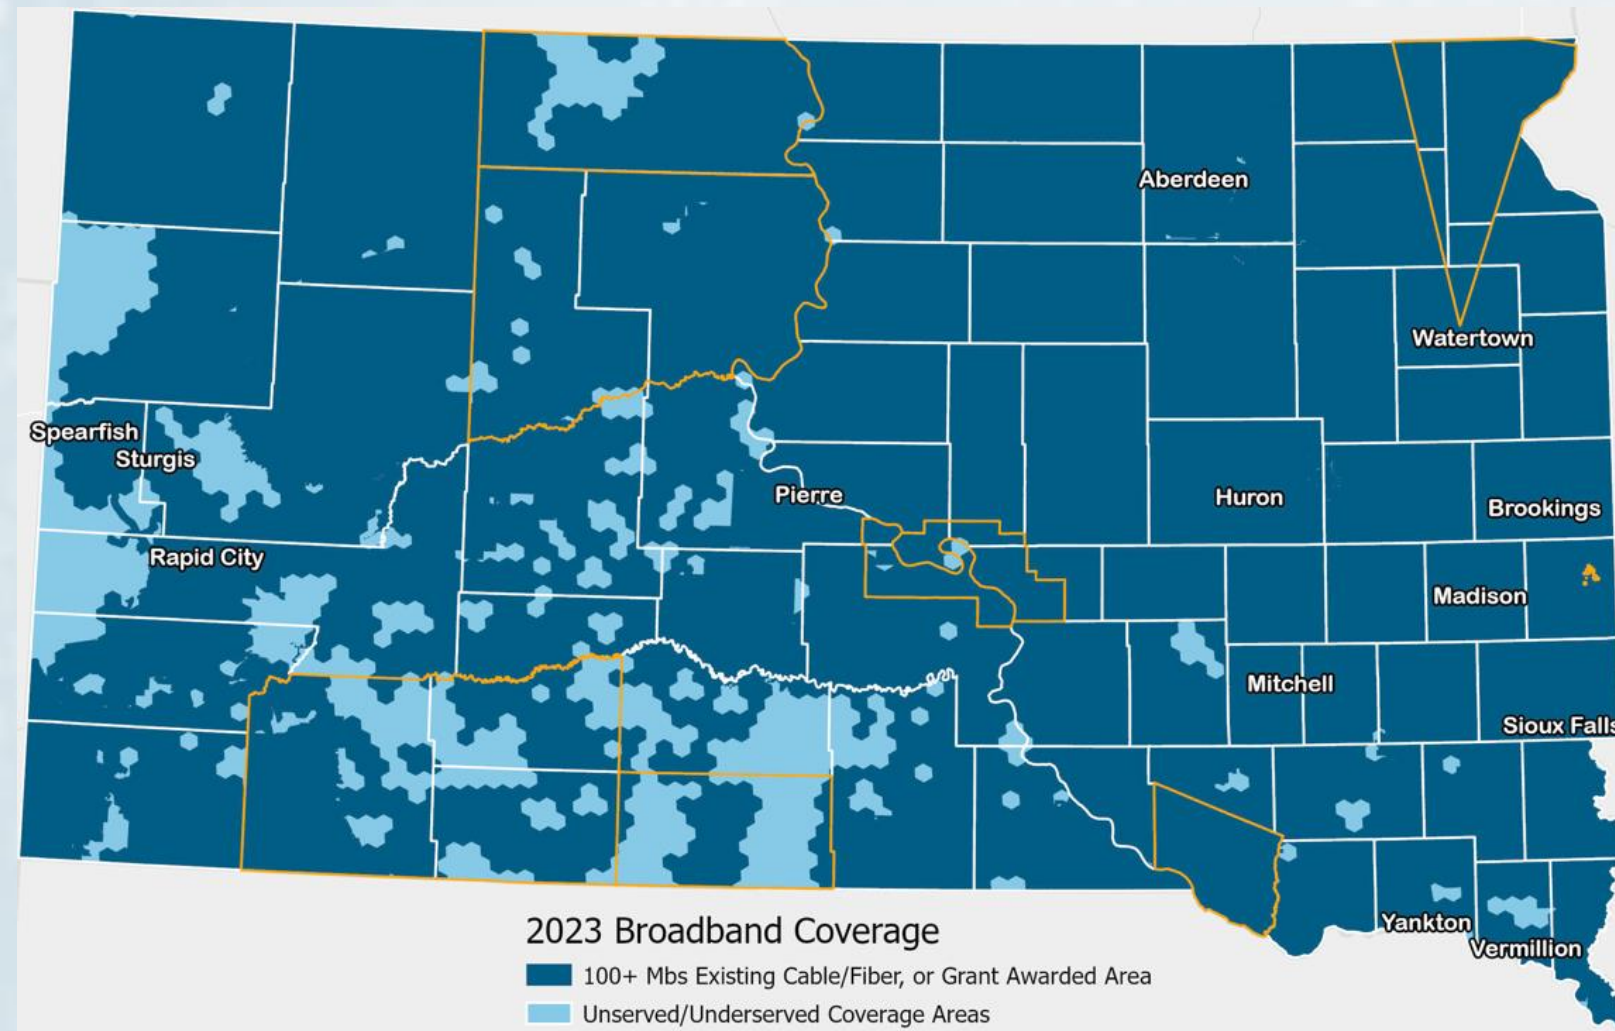 Aberdeen
Watertown
Spearfish
Sturgis
Pierre
Huron
Brookings
Rapid City
Madison
Mitchell
Sioux Falls
Yankton
Vermillion
2023 Broadband Coverage
100+ Mbs Existing Cable/Fiber, or Grant Awarded Area
Unserved/Underserved Coverage Areas